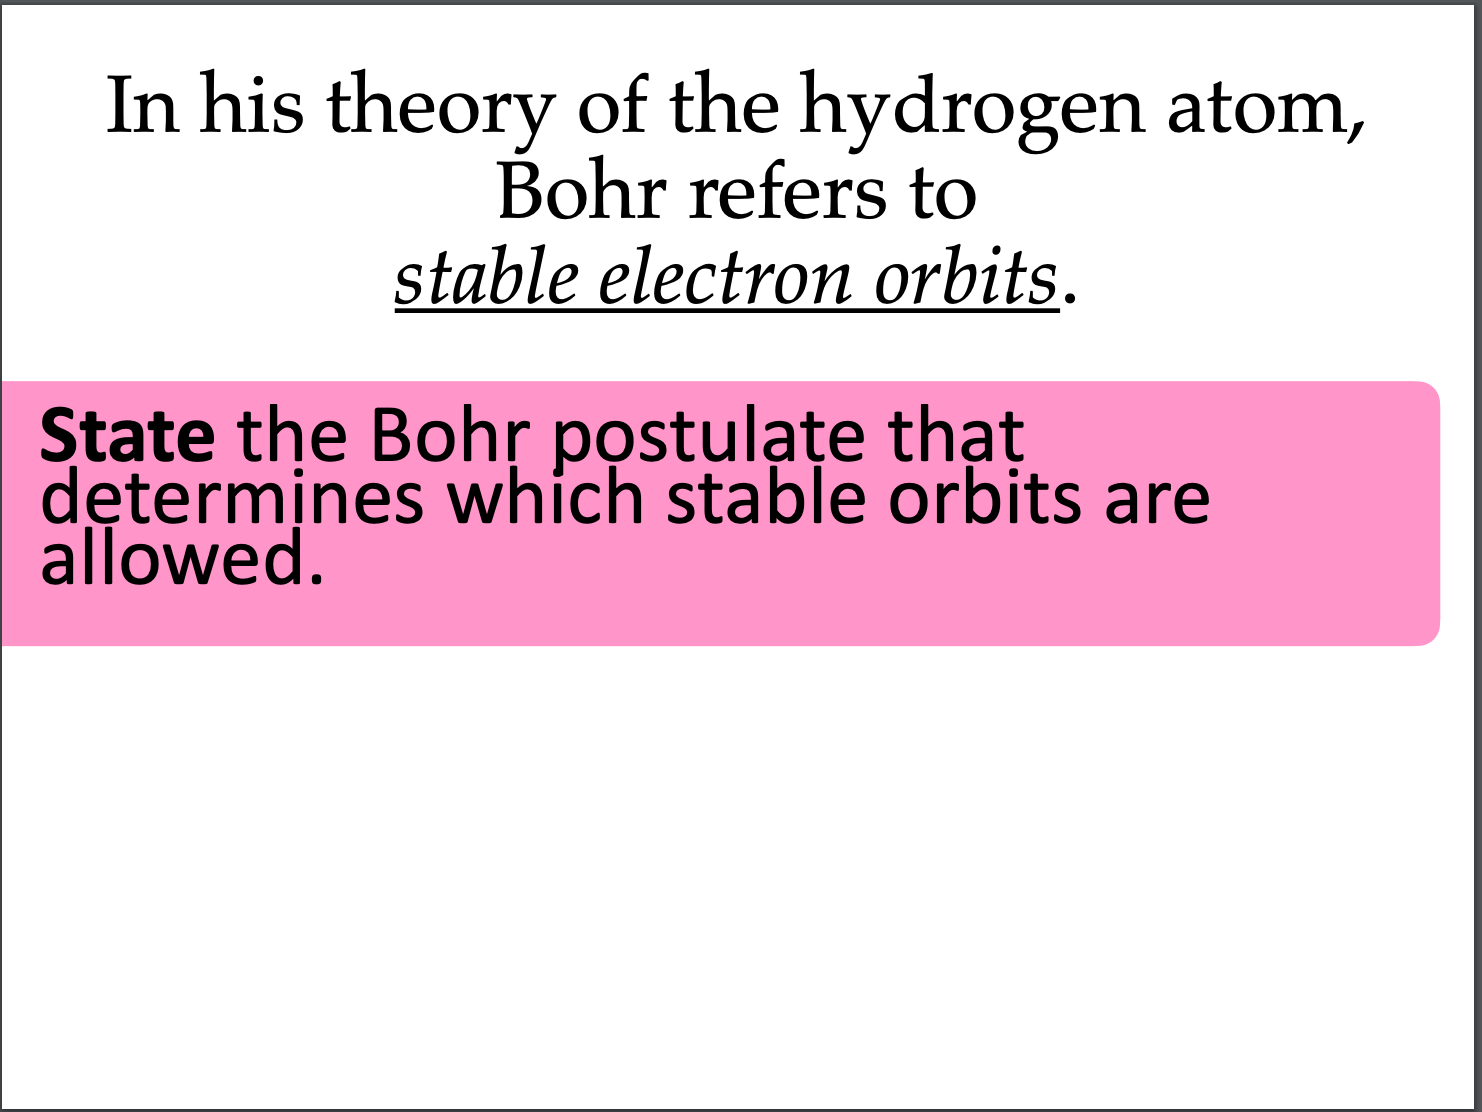 In his theory of the hydrogen atom,
Bohr refers to
stable electron orbits.
State the Bohr postulate that
determines which stable orbits are
allowed.